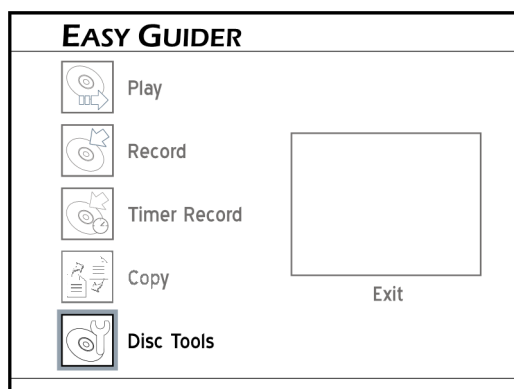 EASY GUIDER
Play
Record
Timer Record
Copy
Exit
Disc Tools